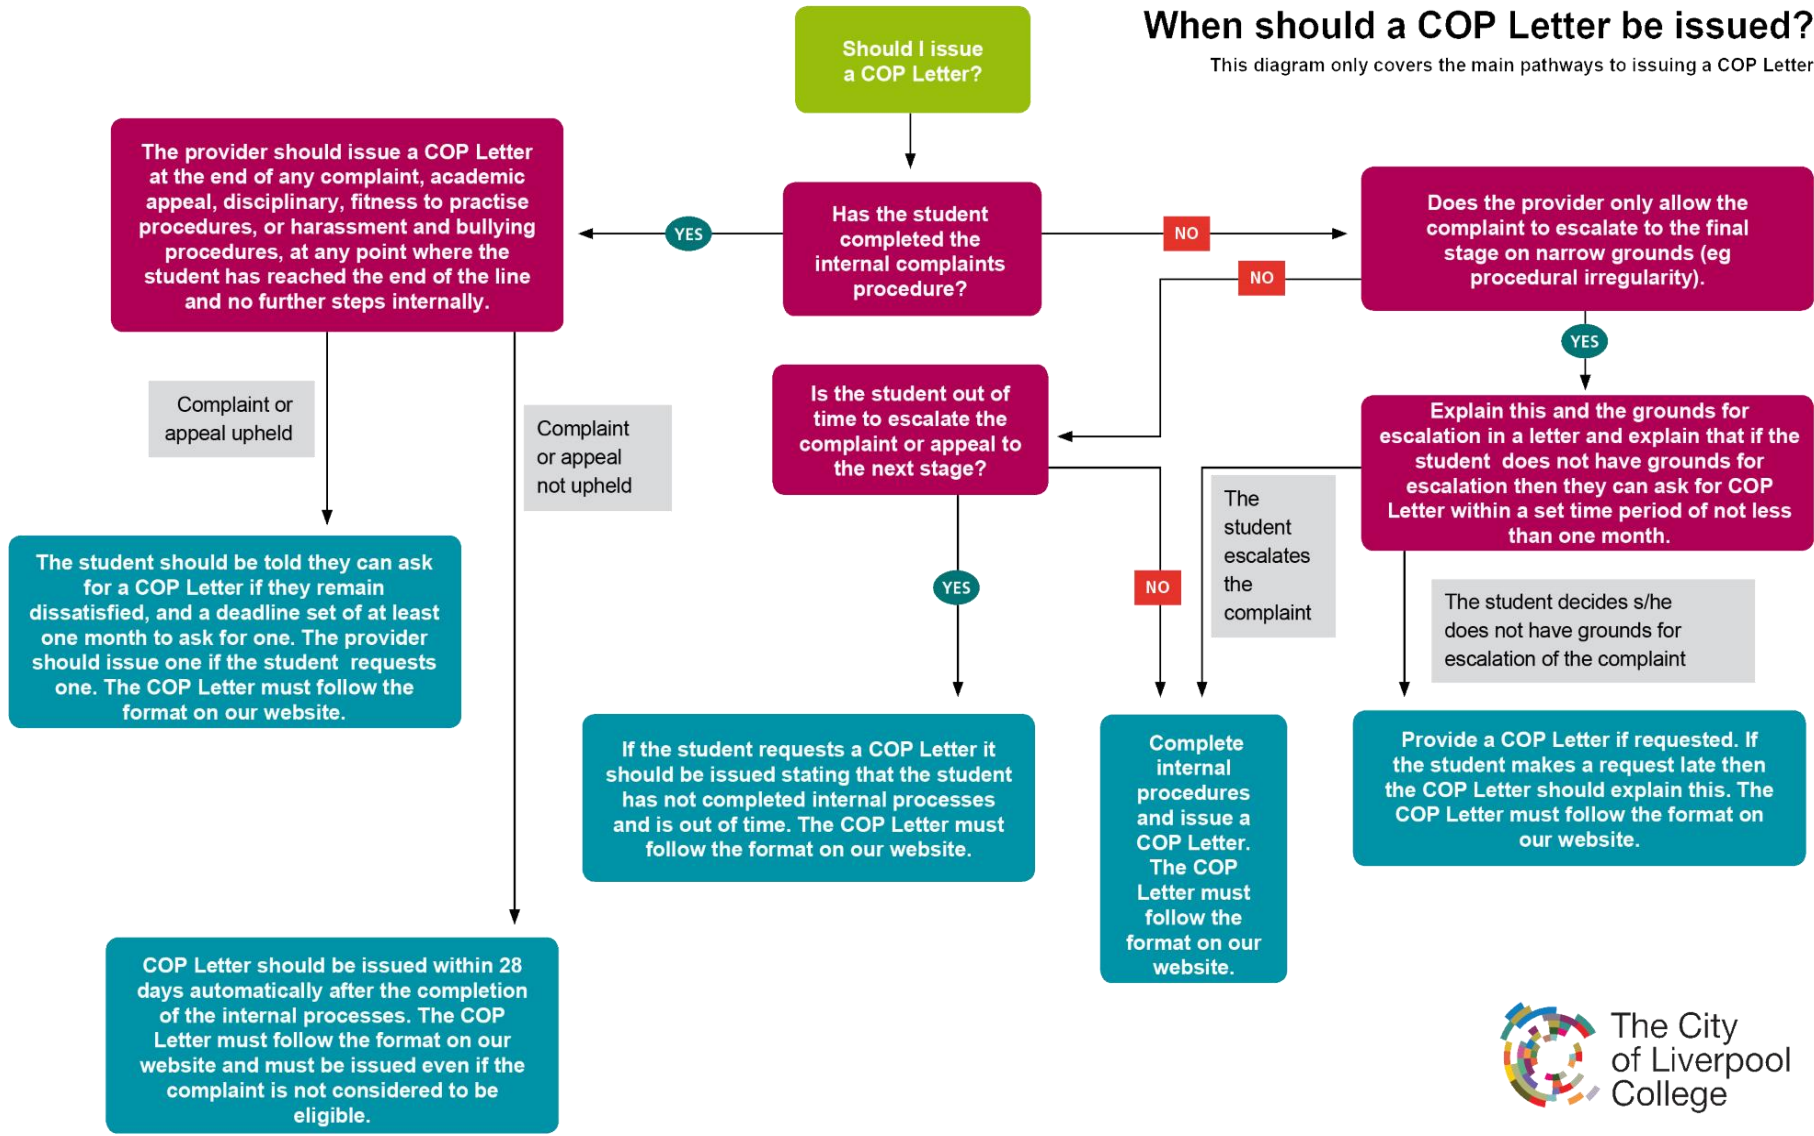 When should a COP Letter be issued?
This diagram only covers the main pathways to issuing a COP Letter
Should I issue
a COP Letter?
Has the student
completed the
internal complaints
procedure?
YES
NO
The provider should issue a COP Letter
at the end of any complaint, academic
appeal, disciplinary, fitness to practise
procedures, or harassment and bullying
procedures, at any point where the
student has reached the end of the line
and no further steps internally.
Does the provider only allow the
complaint to escalate to the final
stage on narrow grounds (eg
procedural irregularity).
NO
YES
Complaint or
appeal upheld
Complaint
or appeal
not upheld
Is the student out of
time to escalate the
complaint or appeal to
the next stage?
Explain this and the grounds for
escalation in a letter and explain that if the
student does not have grounds for
escalation then they can ask for COP
Letter within a set time period of not less
than one month.
The
student
escalates
the
complaint
YES
NO
The student decides s/he
does not have grounds for
escalation of the complaint
The student should be told they can ask
for a COP Letter if they remain
dissatisfied, and a deadline set of at least
one month to ask for one. The provider
should issue one if the student requests
one. The COP Letter must follow the
format on our website.
If the student requests a COP Letter it
should be issued stating that the student
has not completed internal processes
and is out of time. The COP Letter must
follow the format on our website.
Complete
internal
procedures
and issue a
COP Letter.
The COP
Letter must
follow the
format on our
website.
Provide a COP Letter if requested. If
the student makes a request late then
the COP Letter should explain this. The
COP Letter must follow the format on
our website.
COP Letter should be issued within 28
days automatically after the completion
of the internal processes. The COP
Letter must follow the format on our
website and must be issued even if the
complaint is not considered to be
eligible.
The City
of Liverpool
College